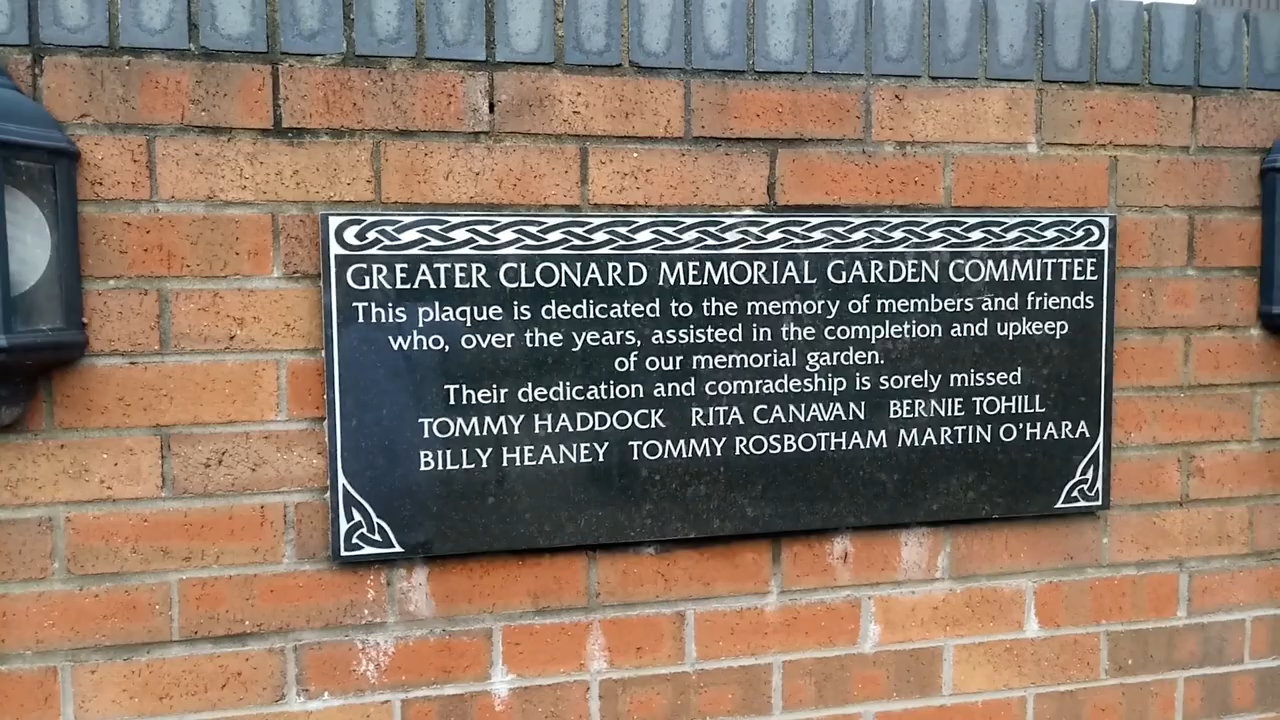 GREATER CLONARD MEMORIAL GARDEN COMMITTEE
This plaque is dedicated to the memory of members and friends
who, over the years, assisted in the completion and upkeep
of our memorial garden.
Their dedication and comradeship is sorely missed
TOMMY HADDOCK RITA CANAVAN BERNIE TOHILL
BILLY HEANEY TOMMY ROSBOTHAM MARTIN O'HARA